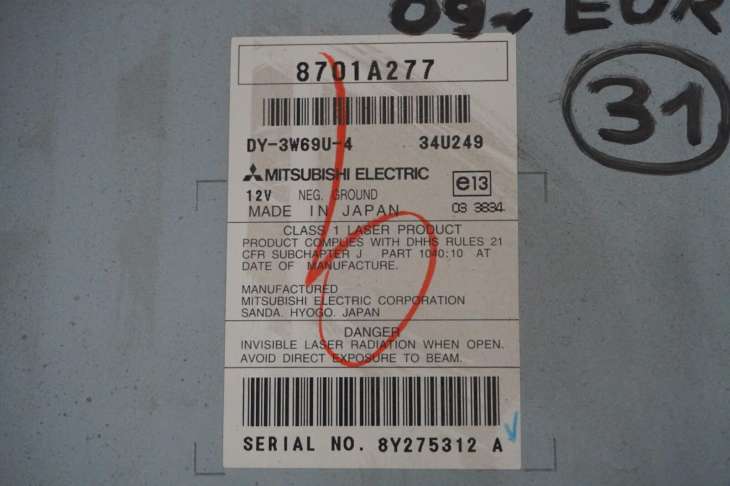 09~ EUR
31
8701A277
DY-3W69U-4 34U249
MITSUBISHI ELECTRIC
12V NEG. GROUND e13
MADE IN JAPAN 03 3834
CLASS 1 LASER PRODUCT
PRODUCT COMPLIES WITH DHHS RULES 21
CFR SUBCHAPTER J PART 1040:10 AT
DATE OF MANUFACTURE.
MANUFACTURED
MITSUBISHI ELECTRIC CORPORATION
SANDA. HYOGO. JAPAN
DANGER
INVISIBLE LASER RADIATION WHEN OPEN.
AVOID DIRECT EXPOSURE TO BEAM.
SERIAL NO. 8Y275312 A